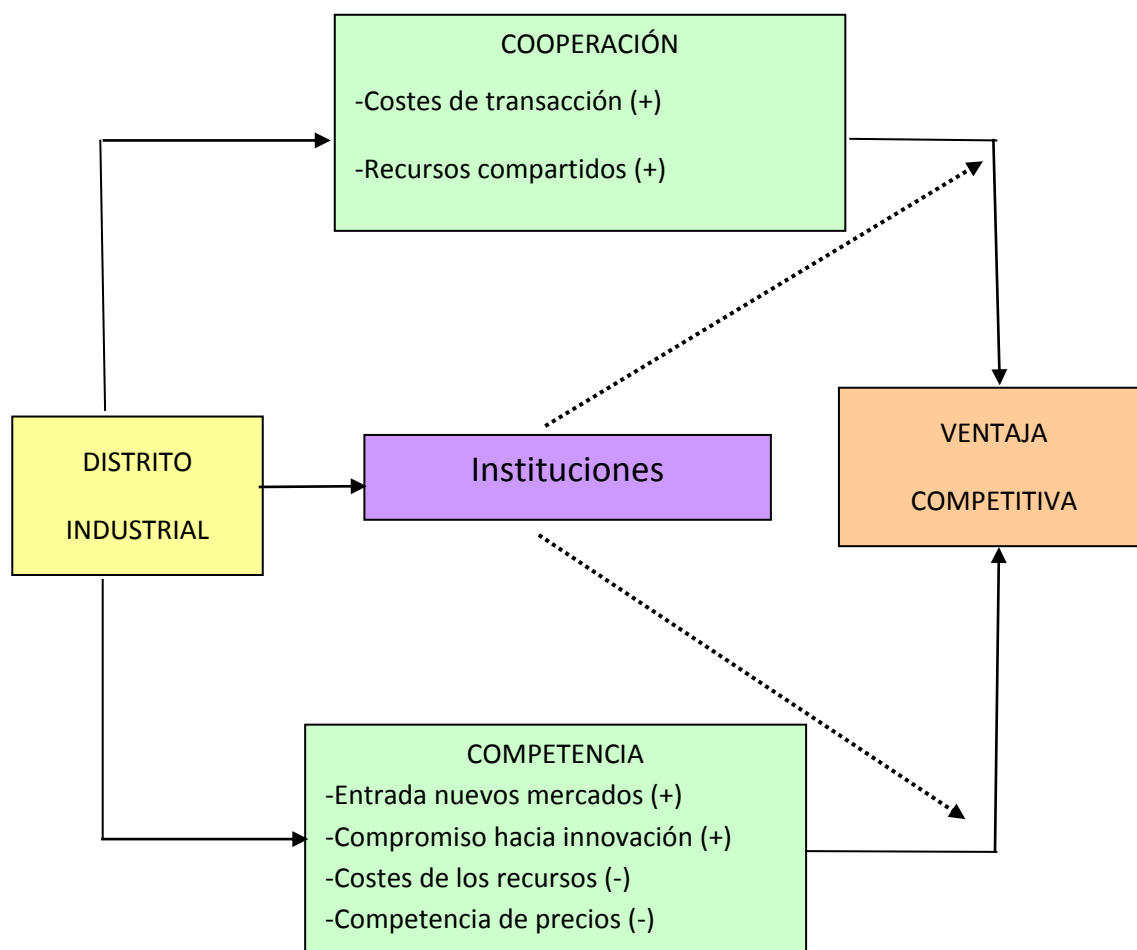 COOPERACIÓN
-Costes de transacción (+)
-Recursos compartidos (+)
DISTRITO
INDUSTRIAL
Instituciones
VENTAJA
COMPETITIVA
COMPETENCIA
-Entrada nuevos mercados (+)
-Compromiso hacia innovación (+)
-Costes de los recursos (-)
-Competencia de precios (-)